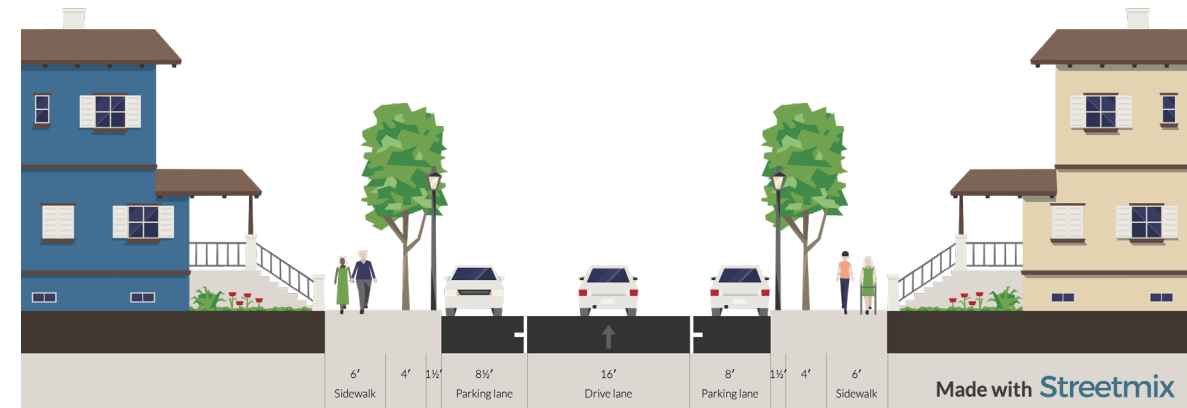 6′ 4′ 1½′ 8½′ 16′ 8′ 1½′ 4′ 6′
Sidewalk Parking lane Drive lane Parking lane Sidewalk
Made with Streetmix